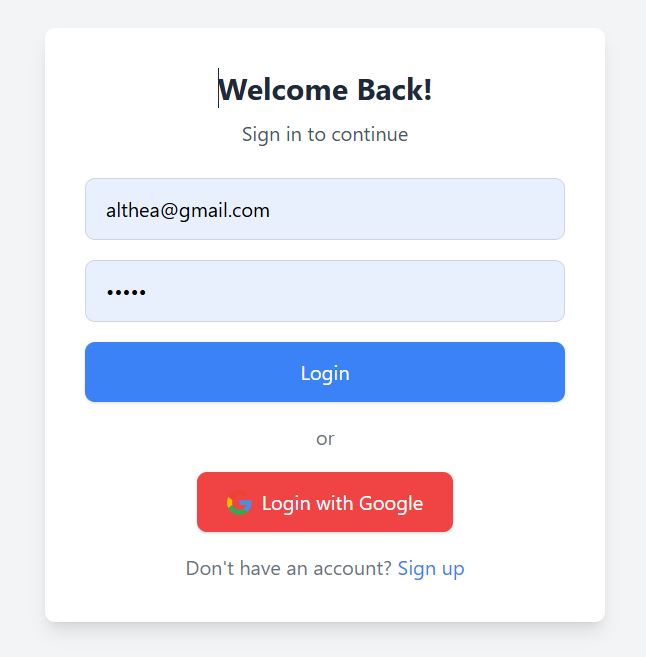 Welcome Back!
Sign in to continue
althea@gmail.com
•••••
Login
or
Login with Google
Don't have an account? Sign up